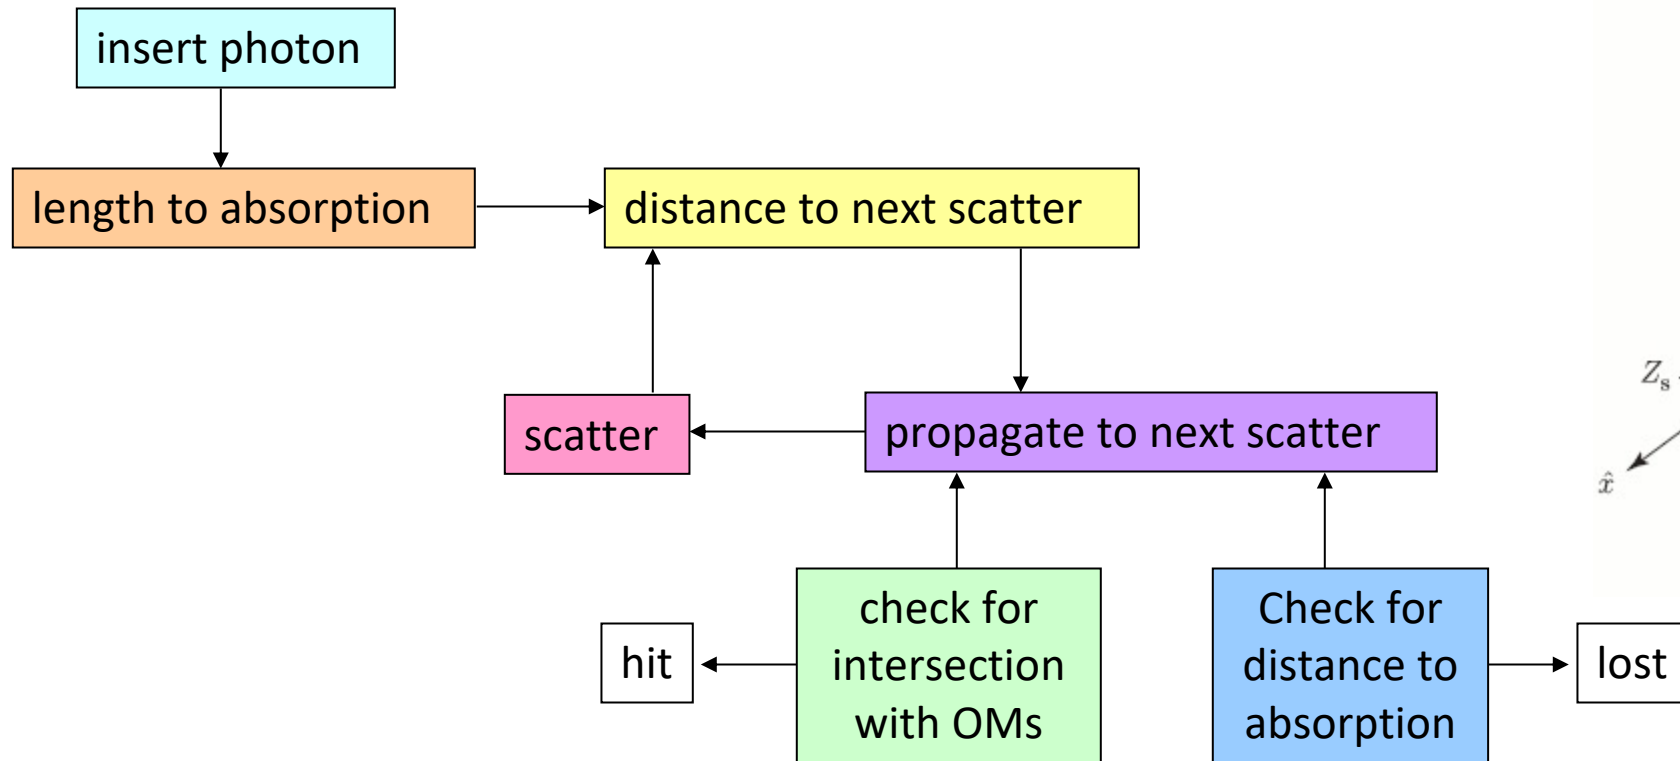 insert photon
length to absorption
distance to next scatter
Z_s
scatter
propagate to next scatter
x̂
check for
intersection
with OMs
Check for
distance to
absorption
hit
lost